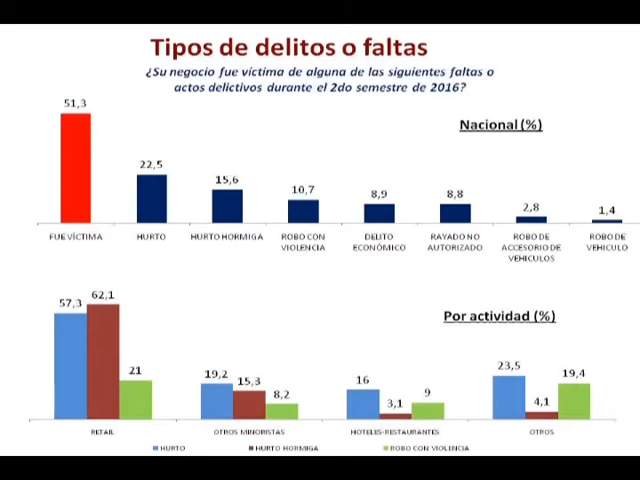 Tipos de delitos o faltas
¿Su negocio fue víctima de alguna de las siguientes faltas o
actos delictivos durante el 2do semestre de 2016?
Nacional (%)
51,3
22,5
15,6
10,7
8,9
8,8
2,8
1,4
FUE VÍCTIMA
HURTO
HURTO HORMIGA
ROBO CON
VIOLENCIA
DELITO
ECONÓMICO
RAYADO NO
AUTORIZADO
ROBO DE
ACCESORIO DE
VEHICULOS
ROBO DE
VEHICULO
Por actividad (%)
57,3
62,1
21
19,2
15,3
8,2
16
3,1
9
23,5
4,1
19,4
RETAIL
OTROS MINORISTAS
HOTELES-RESTAURANTES
OTROS
HURTO
HURTO HORMIGA
ROBO CON VIOLENCIA